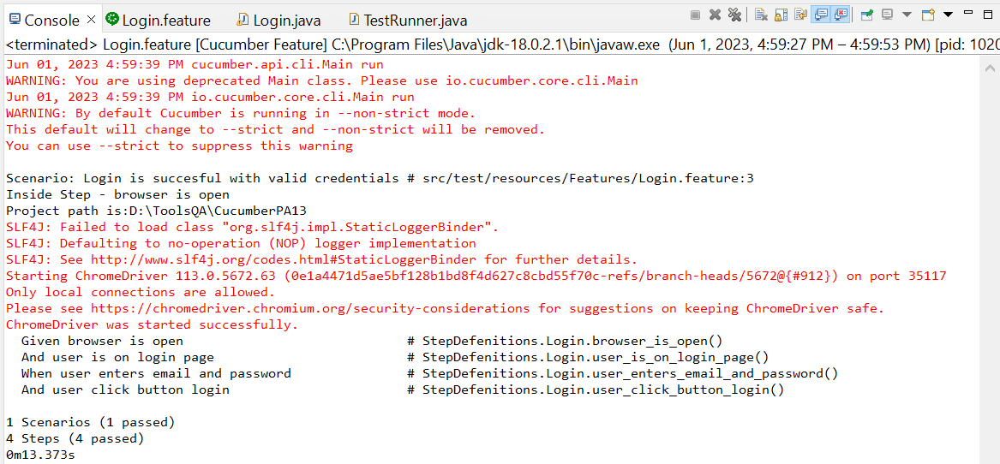 Console Login.feature Login.java TestRunner.java
<terminated> Login.feature [Cucumber Feature] C:\Program Files\Java\jdk-18.0.2.1\bin\javaw.exe (Jun 1, 2023, 4:59:27 PM – 4:59:53 PM) [pid: 1020
Jun 01, 2023 4:59:39 PM cucumber.api.cli.Main run
WARNING: You are using deprecated Main class. Please use io.cucumber.core.cli.Main
Jun 01, 2023 4:59:39 PM io.cucumber.core.cli.Main run
WARNING: By default Cucumber is running in --non-strict mode.
This default will change to --strict and --non-strict will be removed.
You can use --strict to suppress this warning
Scenario: Login is succesful with valid credentials # src/test/resources/Features/Login.feature:3
Inside Step - browser is open
Project path is:D:\ToolsQA\CucumberPA13
SLF4J: Failed to load class "org.slf4j.impl.StaticLoggerBinder".
SLF4J: Defaulting to no-operation (NOP) logger implementation
SLF4J: See http://www.slf4j.org/codes.html#StaticLoggerBinder for further details.
Starting ChromeDriver 113.0.5672.63 (0e1a4471d5ae5bf128b1bd8f4d627c8cbd55f70c-refs/branch-heads/5672@{#912}) on port 35117
Only local connections are allowed.
Please see https://chromedriver.chromium.org/security-considerations for suggestions on keeping ChromeDriver safe.
ChromeDriver was started successfully.
Given browser is open # StepDefenitions.Login.browser_is_open()
And user is on login page # StepDefenitions.Login.user_is_on_login_page()
When user enters email and password # StepDefenitions.Login.user_enters_email_and_password()
And user click button login # StepDefenitions.Login.user_click_button_login()
1 Scenarios (1 passed)
4 Steps (4 passed)
0m13.373s